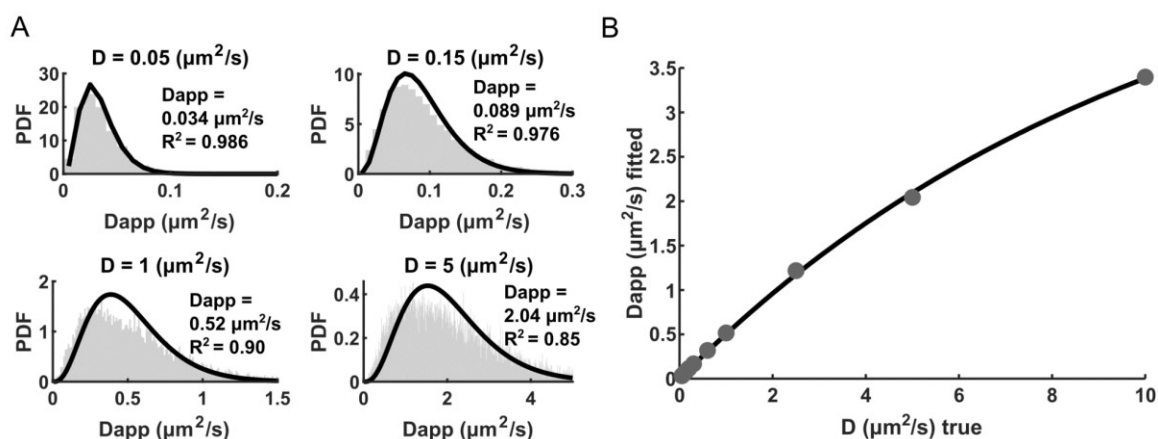 A
D = 0.05 (µm²/s)
30
20
10
0
PDF
Dapp =
0.034 µm²/s
R² = 0.986
0
0.1
0.2
Dapp (µm²/s)
D = 0.15 (µm²/s)
10
5
0
PDF
Dapp =
0.089 µm²/s
R² = 0.976
0
0.1
0.2
0.3
Dapp (µm²/s)
D = 1 (µm²/s)
2
1
0
PDF
Dapp =
0.52 µm²/s
R² = 0.90
0
0.5
1
1.5
Dapp (µm²/s)
D = 5 (µm²/s)
0.4
0.2
0
PDF
Dapp =
2.04 µm²/s
R² = 0.85
0
2
4
Dapp (µm²/s)
B
3.5
3
2.5
2
1.5
1
0.5
0
Dapp (µm²/s) fitted
0
2
4
6
8
10
D (µm²/s) true